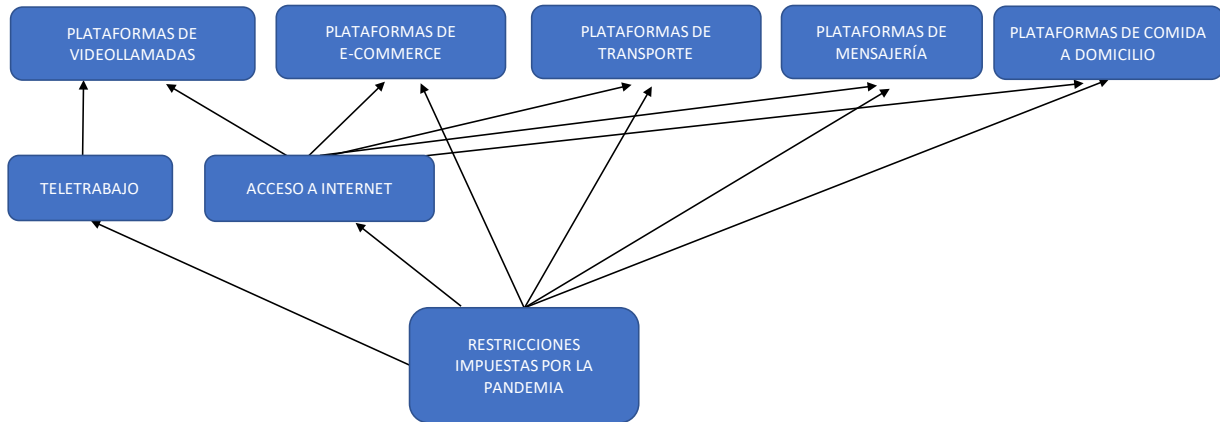 PLATAFORMAS DE
VIDEOLLAMADAS
PLATAFORMAS DE
E-COMMERCE
PLATAFORMAS DE
TRANSPORTE
PLATAFORMAS DE
MENSAJERÍA
PLATAFORMAS DE COMIDA
A DOMICILIO
TELETRABAJO
ACCESO A INTERNET
RESTRICCIONES
IMPUESTAS POR LA
PANDEMIA